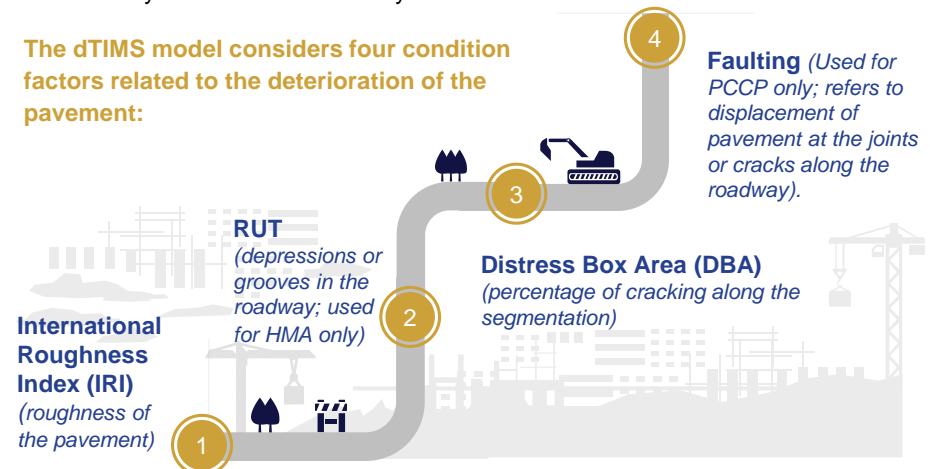 The dTIMS model considers four condition
factors related to the deterioration of the
pavement:
4
Faulting (Used for
PCCP only; refers to
displacement of
pavement at the joints
or cracks along the
roadway).
3
RUT
(depressions or
grooves in the
roadway; used
for HMA only)
Distress Box Area (DBA)
(percentage of cracking along the
segmentation)
2
International
Roughness
Index (IRI)
(roughness of
the pavement)
1